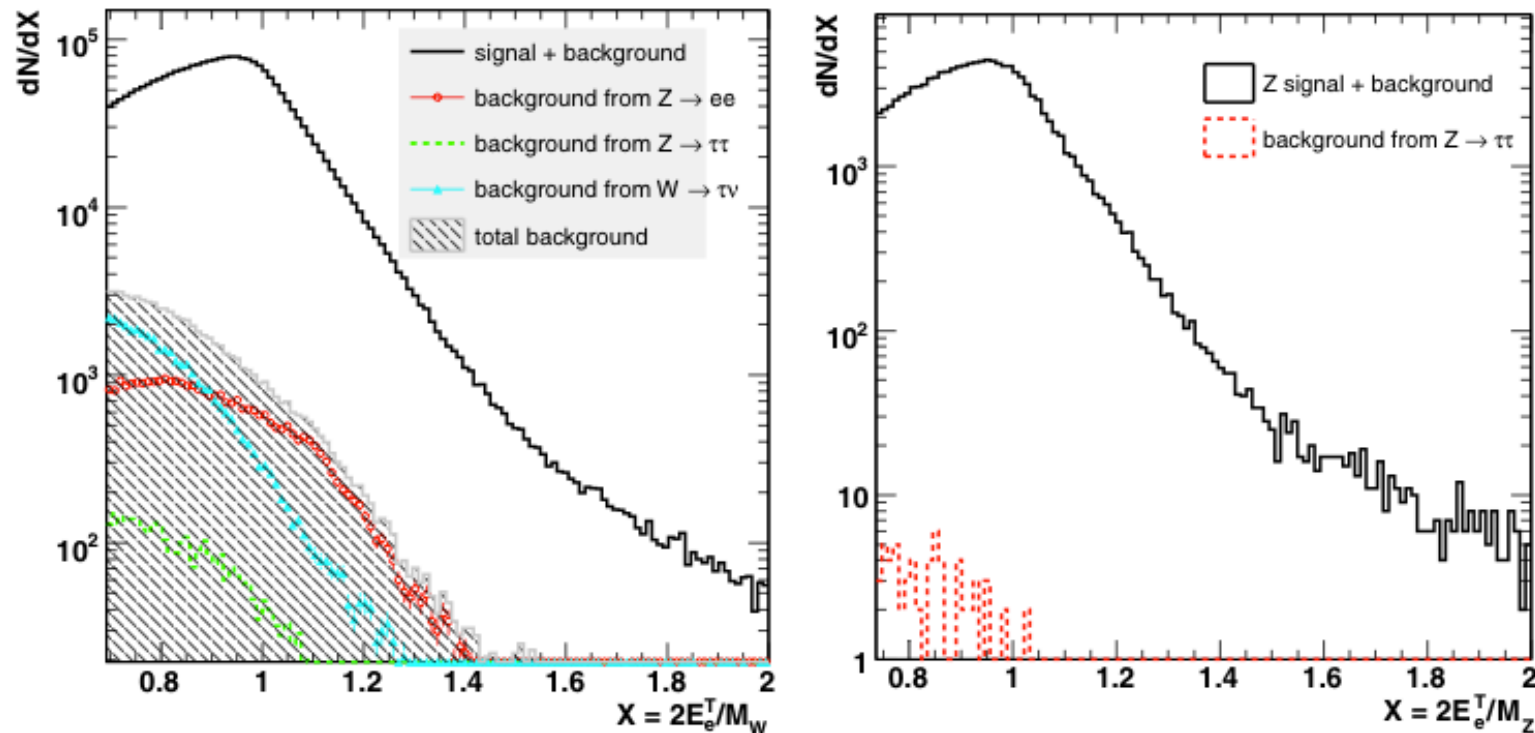 dN/dX
10^5
10^4
10^3
10^2
signal + background
background from Z → ee
background from Z → ττ
background from W → τν
total background
0.8 1 1.2 1.4 1.6 1.8 2
X = 2E_e^T/M_W
dN/dX
10^3
10^2
10
1
Z signal + background
background from Z → ττ
0.8 1 1.2 1.4 1.6 1.8 2
X = 2E_e^T/M_Z